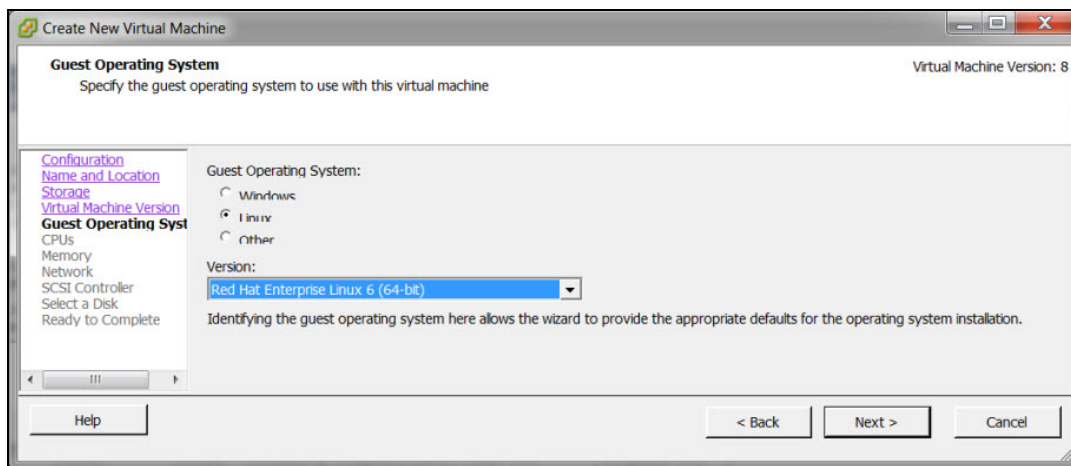 Create New Virtual Machine
Guest Operating System
Specify the guest operating system to use with this virtual machine
Virtual Machine Version: 8
Configuration
Name and Location
Storage
Virtual Machine Version
Guest Operating Syst
CPUs
Memory
Network
SCSI Controller
Select a Disk
Ready to Complete
Guest Operating System:
Windows
Linux
Other
Version:
Red Hat Enterprise Linux 6 (64-bit)
Identifying the guest operating system here allows the wizard to provide the appropriate defaults for the operating system installation.
Help
< Back
Next >
Cancel